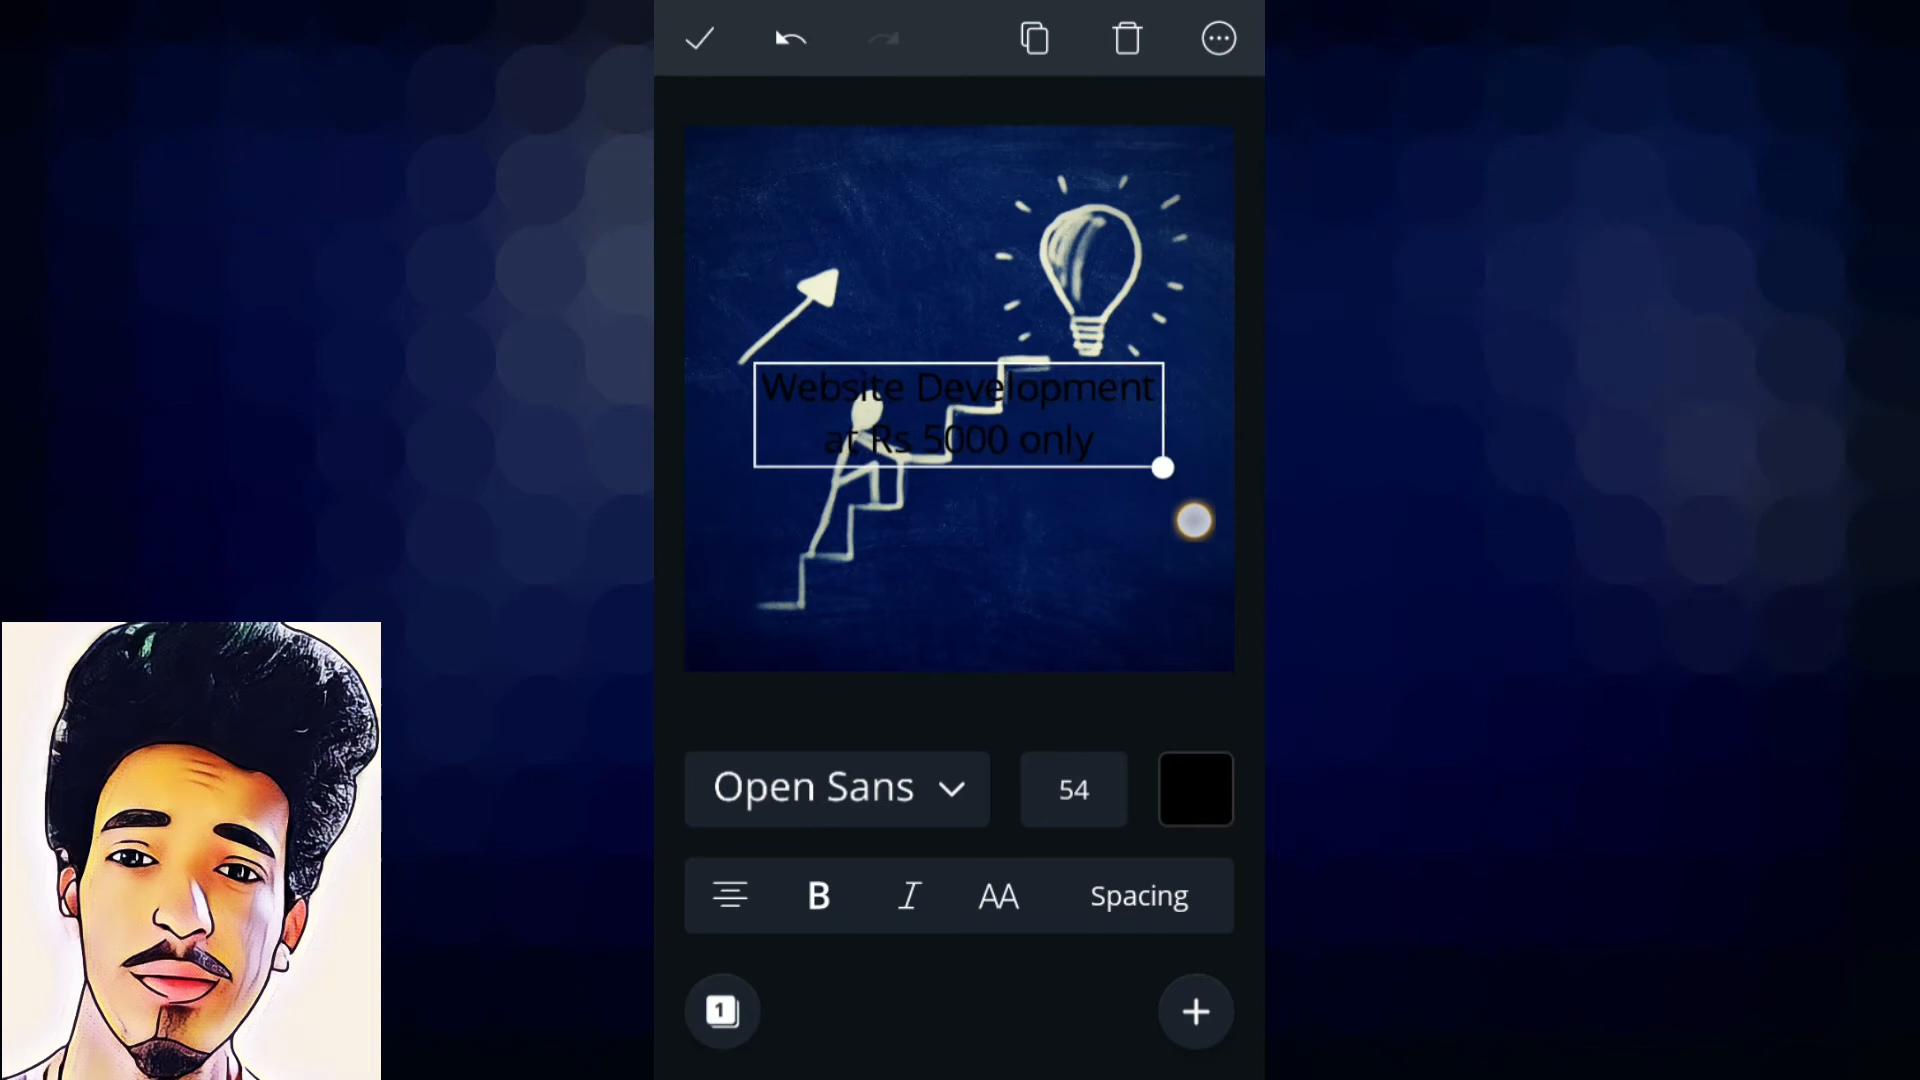 Website Development
at Rs 5000 only
Open Sans
54
B I AA Spacing
1